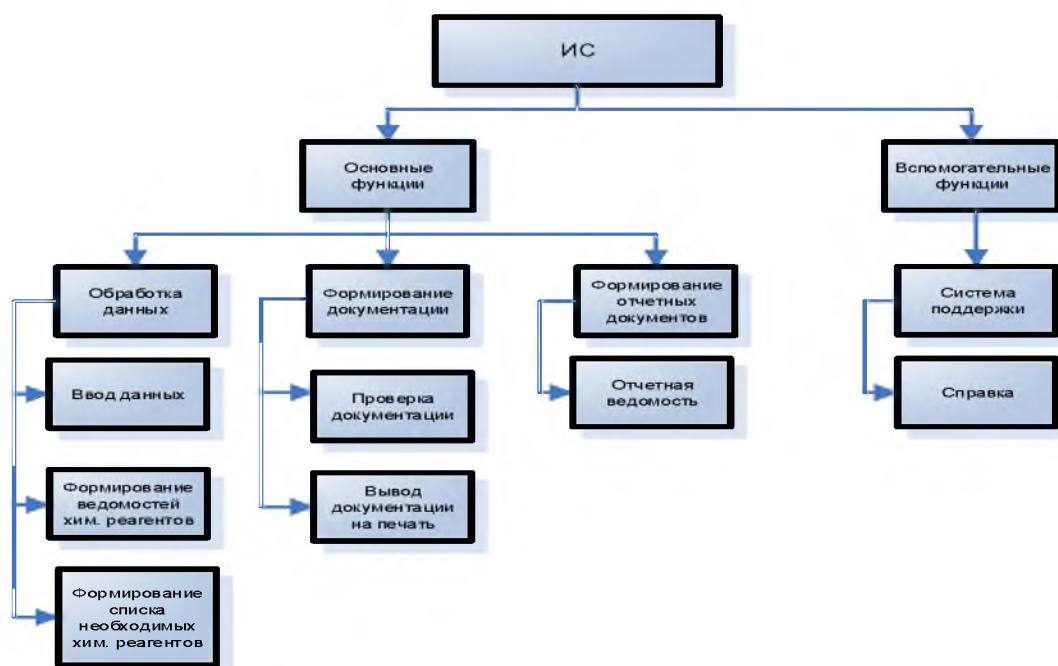 ИС
Основные
функции
Вспомогательные
функции
Обработка
данных
Формирование
документации
Формирование
отчетных
документов
Система
поддержки
Ввод данных
Проверка
документации
Отчетная
ведомость
Справка
Формирование
ведомостей
хим. реагентов
Вывод
документации
на печать
Формирование
списка
необходимых
хим. реагентов